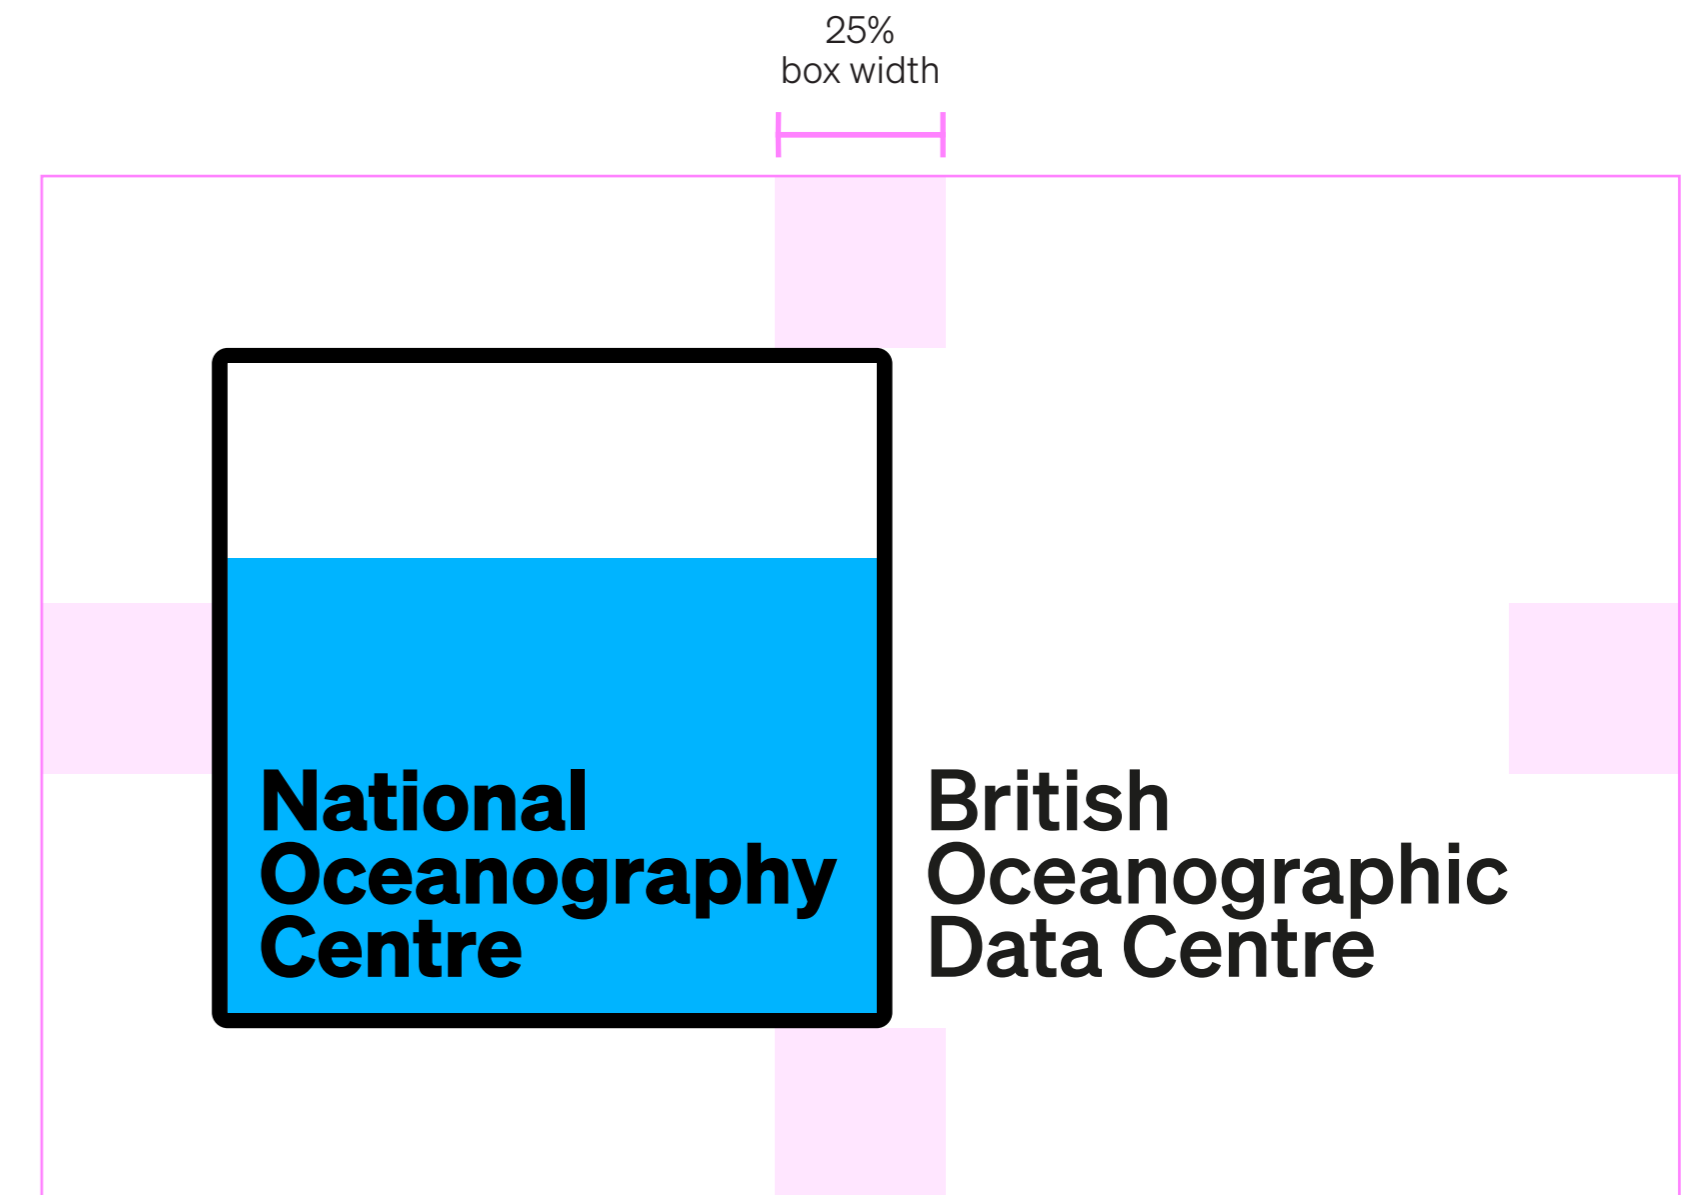 25%
box width
National
Oceanography
Centre
British
Oceanographic
Data Centre